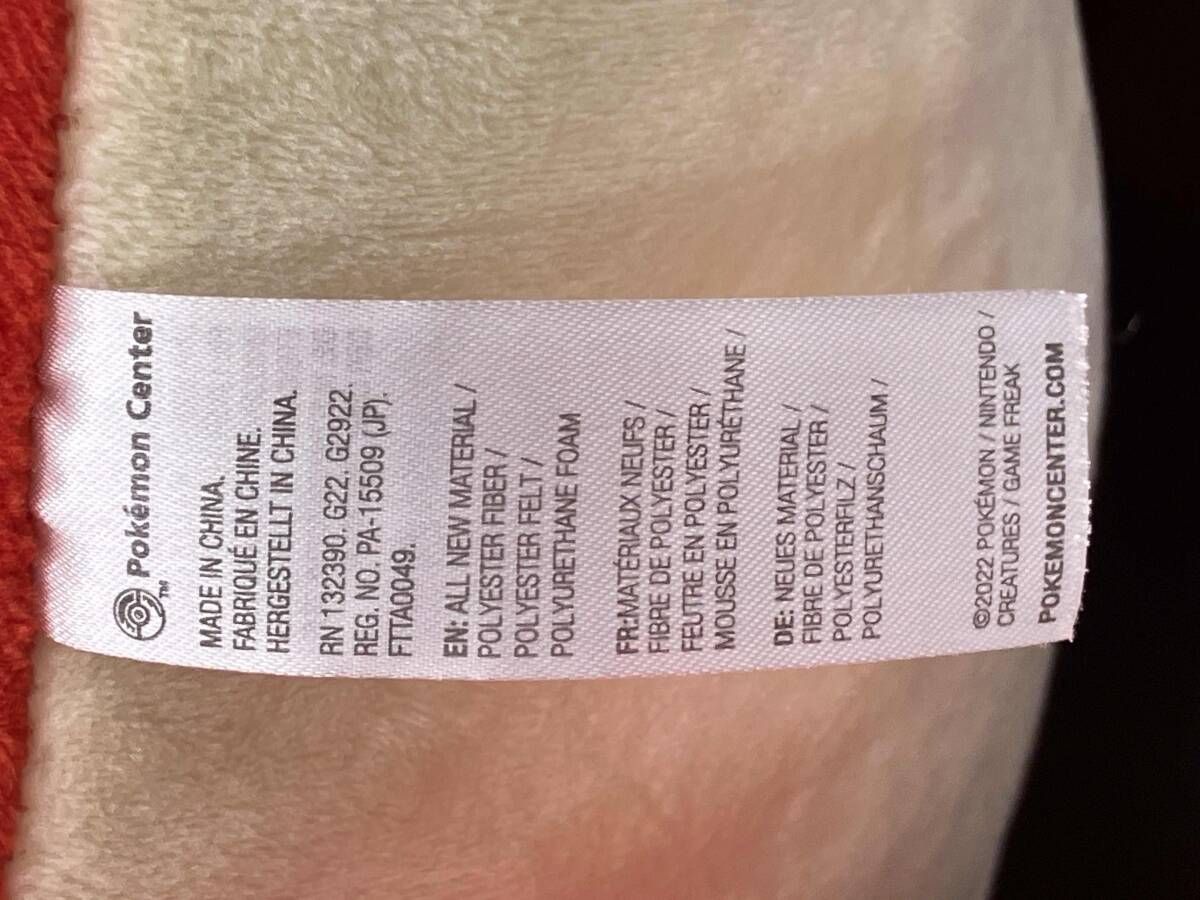 Pokémon Center
TM
MADE IN CHINA.
FABRIQUÉ EN CHINE.
HERGESTELLT IN CHINA.
RN 132390. G22. G2922.
REG. NO. PA-15509 (JP).
FTTA0049.
EN: ALL NEW MATERIAL /
POLYESTER FIBER /
POLYESTER FELT /
POLYURETHANE FOAM
FR:MATÉRIAUX NEUFS /
FIBRE DE POLYESTER /
FEUTRE EN POLYESTER /
MOUSSE EN POLYURÉTHANE /
DE: NEUES MATERIAL /
FIBRE DE POLYESTER /
POLYESTERFILZ /
POLYURETHANSCHAUM /
©2022 POKÉMON / NINTENDO /
CREATURES / GAME FREAK
POKEMONCENTER.COM